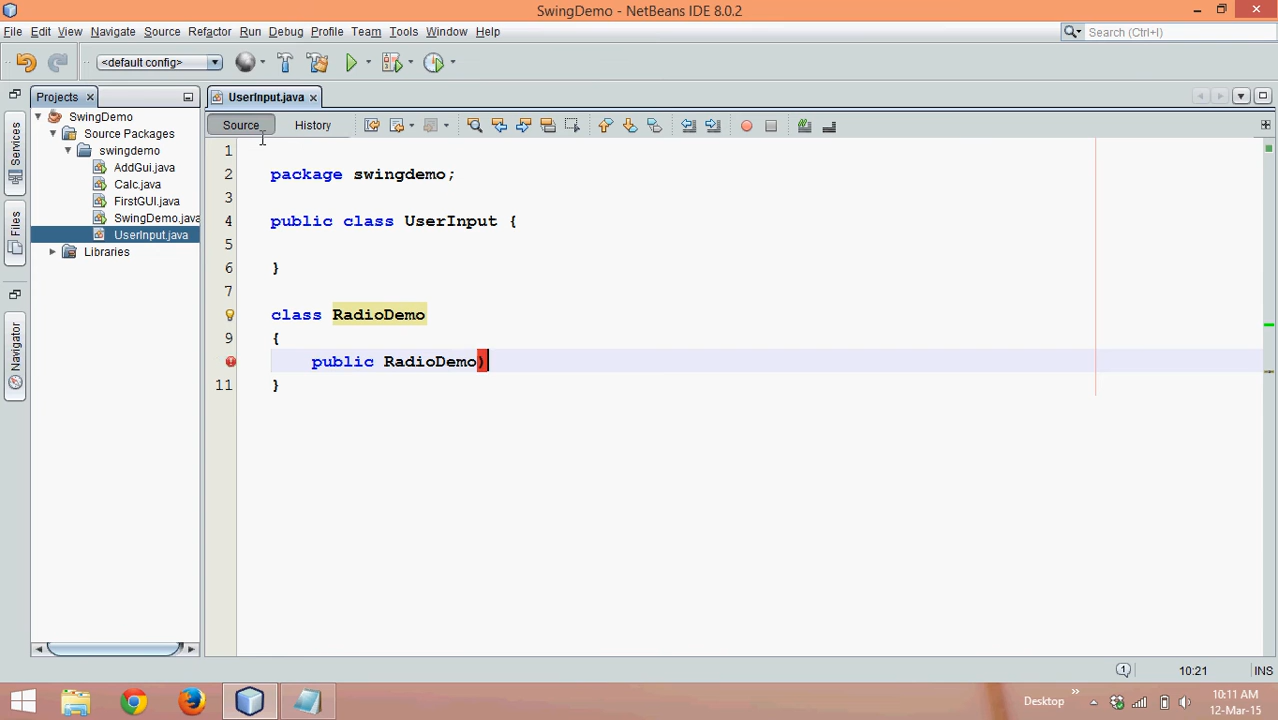 SwingDemo - NetBeans IDE 8.0.2
File Edit View Navigate Source Refactor Run Debug Profile Team Tools Window Help
Search (Ctrl+I)
<default config>
Projects
UserInput.java
Source History
Services
Files
Navigator
SwingDemo
Source Packages
swingdemo
AddGui.java
Calc.java
FirstGUI.java
SwingDemo.java
UserInput.java
Libraries
1
2 package swingdemo;
3
4 public class UserInput {
5
6 }
7
class RadioDemo
9 {
public RadioDemo)
11 }
1
10:21 INS
Desktop
10:11 AM
12-Mar-15